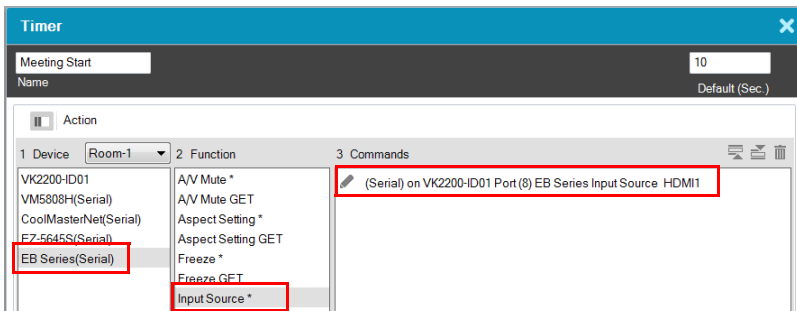 Timer
Meeting Start
10
Name
Default (Sec.)
Action
1 Device Room-1 2 Function 3 Commands
VK2200-ID01
VM5808H(Serial)
CoolMasterNet(Serial)
EZ-5645S(Serial)
EB Series(Serial)
A/V Mute *
A/V Mute GET
Aspect Setting *
Aspect Setting GET
Freeze *
Freeze GET
Input Source *
(Serial) on VK2200-ID01 Port (8) EB Series Input Source HDMI1